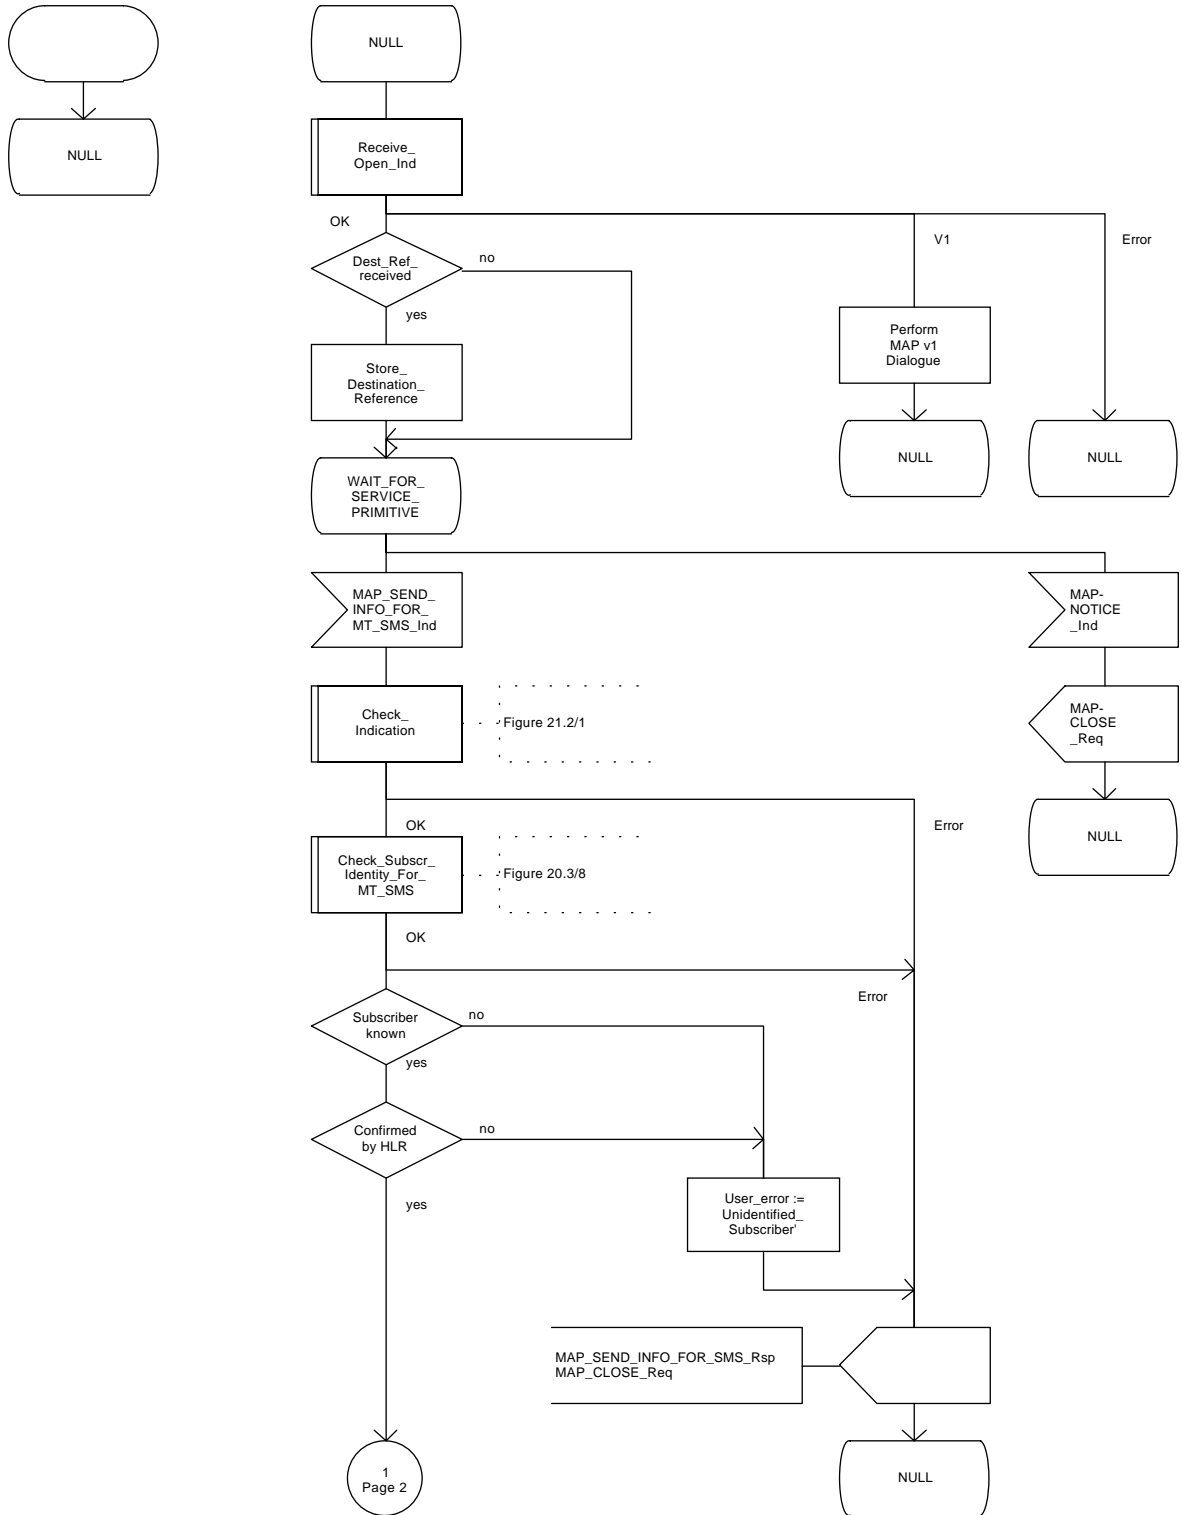 NULL
NULL
Receive_
Open_Ind
OK
V1
Error
Dest_Ref_
received
no
yes
Perform
MAP v1
Dialogue
Store_
Destination_
Reference
NULL
NULL
WAIT_FOR_
SERVICE_
PRIMITIVE
MAP_SEND_
INFO_FOR_
MT_SMS_Ind
MAP-
NOTICE
_Ind
Check_
Indication
Figure 21.2/1
MAP-
CLOSE
_Req
OK
Error
NULL
Check_Subscr_
Identity_For_
MT_SMS
Figure 20.3/8
OK
Error
Subscriber
known
no
yes
Confirmed
by HLR
no
yes
User_error :=
Unidentified_
Subscriber'
MAP_SEND_INFO_FOR_SMS_Rsp
MAP_CLOSE_Req
1
Page 2
NULL